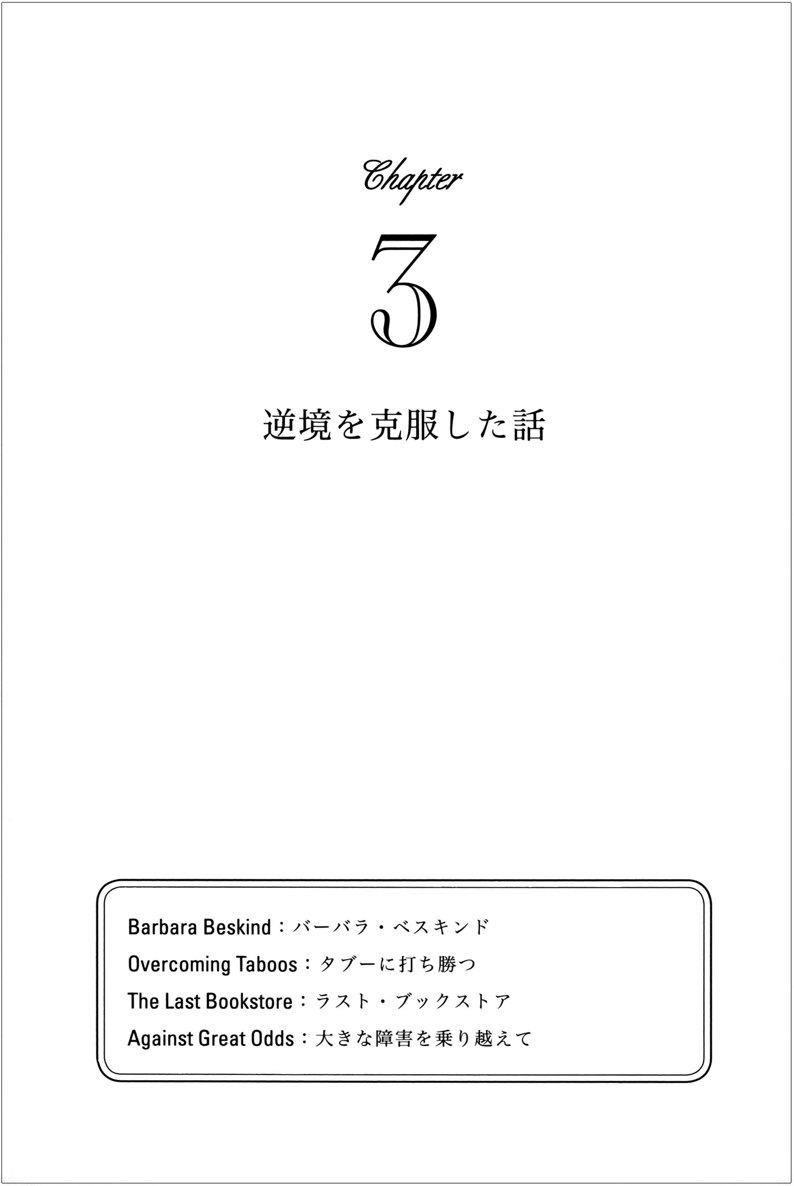 Chapter
3
逆境を克服した話
Barbara Beskind：バーバラ・ベスキンド
Overcoming Taboos：タブーに打ち勝つ
The Last Bookstore：ラスト・ブックストア
Against Great Odds：大きな障害を乗り越えて